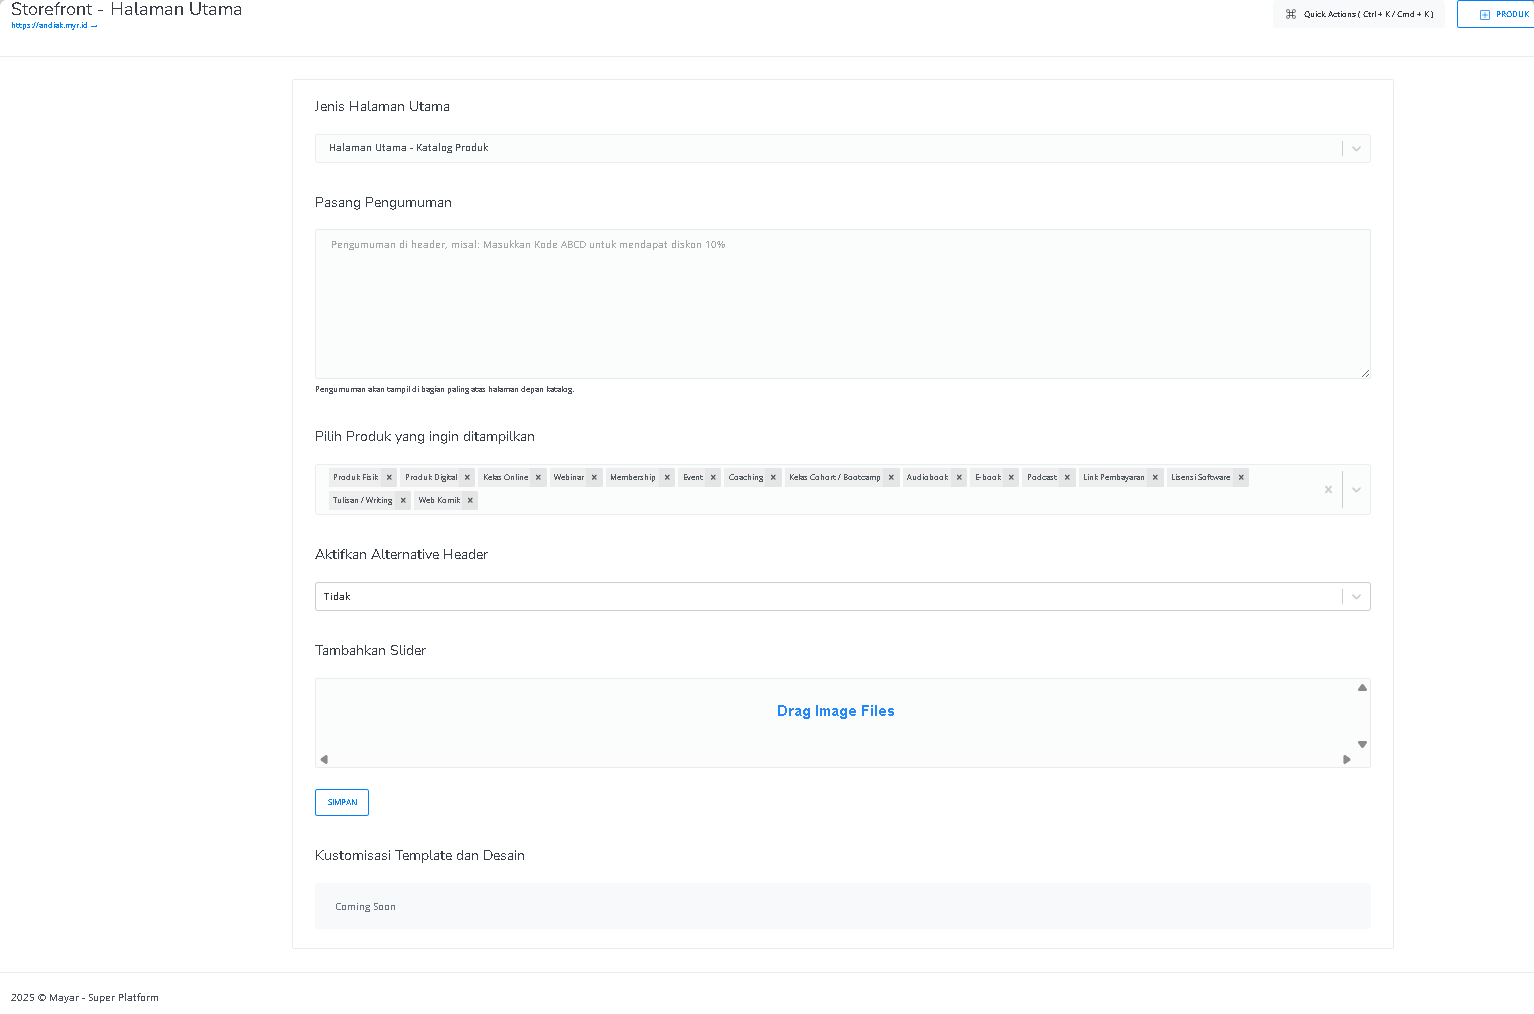 Storefront - Halaman Utama
https://andiak.myr.id →
Quick Actions ( Ctrl + K / Cmd + K )
PRODUK
Jenis Halaman Utama
Halaman Utama - Katalog Produk
Pasang Pengumuman
Pengumuman di header, misal: Masukkan Kode ABCD untuk mendapat diskon 10%
Pengumuman akan tampil di bagian paling atas halaman depan katalog.
Pilih Produk yang ingin ditampilkan
Produk Fisik × Produk Digital × Kelas Online × Webinar × Membership × Event × Coaching × Kelas Cohort / Bootcamp × Audiobook × E-book × Podcast × Link Pembayaran × Lisensi Software ×
Tulisan / Writing × Web Komik ×
Aktifkan Alternative Header
Tidak
Tambahkan Slider
Drag Image Files
SIMPAN
Kustomisasi Template dan Desain
Coming Soon
2025 © Mayar - Super Platform